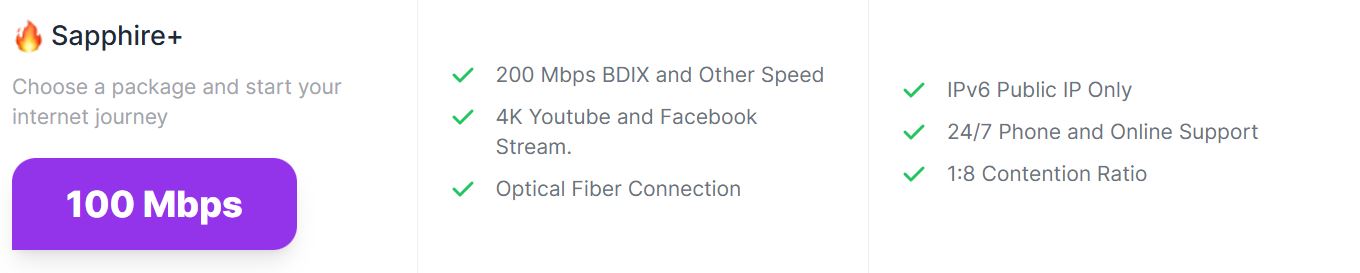 🔥 Sapphire+
Choose a package and start your
internet journey
100 Mbps
200 Mbps BDIX and Other Speed
4K Youtube and Facebook
Stream.
Optical Fiber Connection
IPv6 Public IP Only
24/7 Phone and Online Support
1:8 Contention Ratio